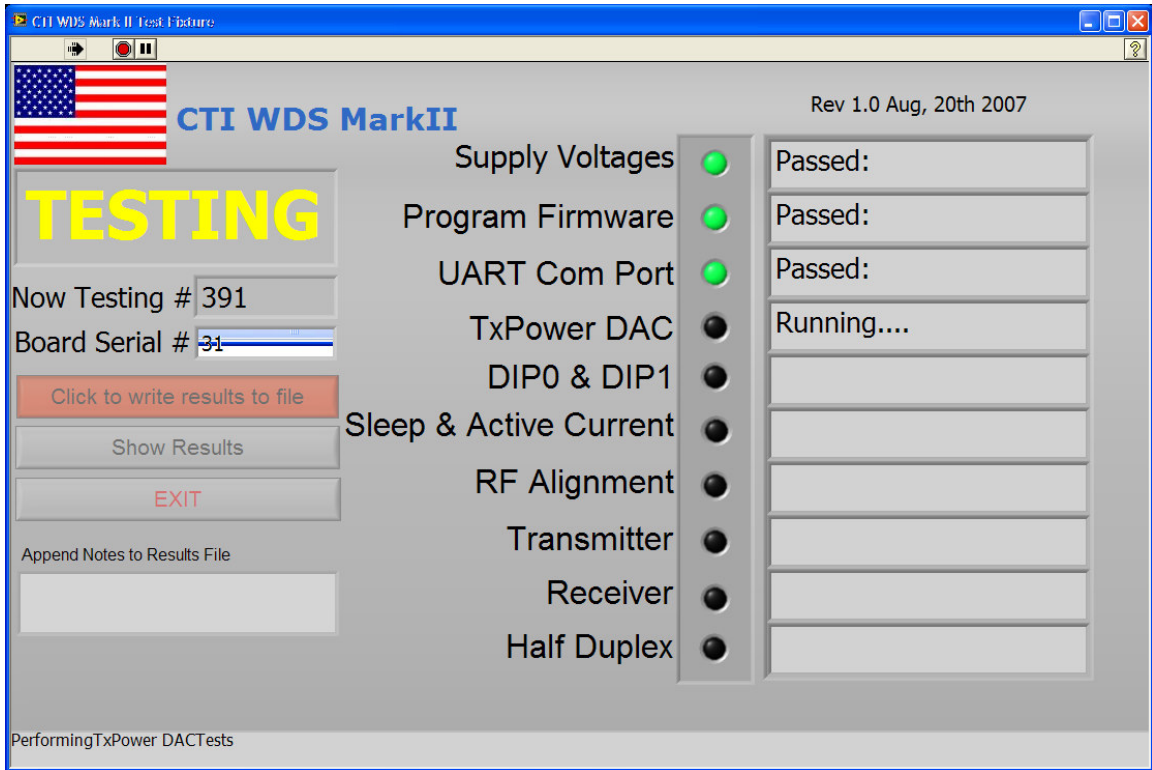 CTI WDS Mark II Test Fixture
CTI WDS MarkII
Rev 1.0 Aug, 20th 2007
TESTING
Now Testing # 391
Board Serial # 31
Click to write results to file
Show Results
EXIT
Append Notes to Results File
Supply Voltages Passed:
Program Firmware Passed:
UART Com Port Passed:
TxPower DAC Running....
DIP0 & DIP1
Sleep & Active Current
RF Alignment
Transmitter
Receiver
Half Duplex
PerformingTxPower DACTests